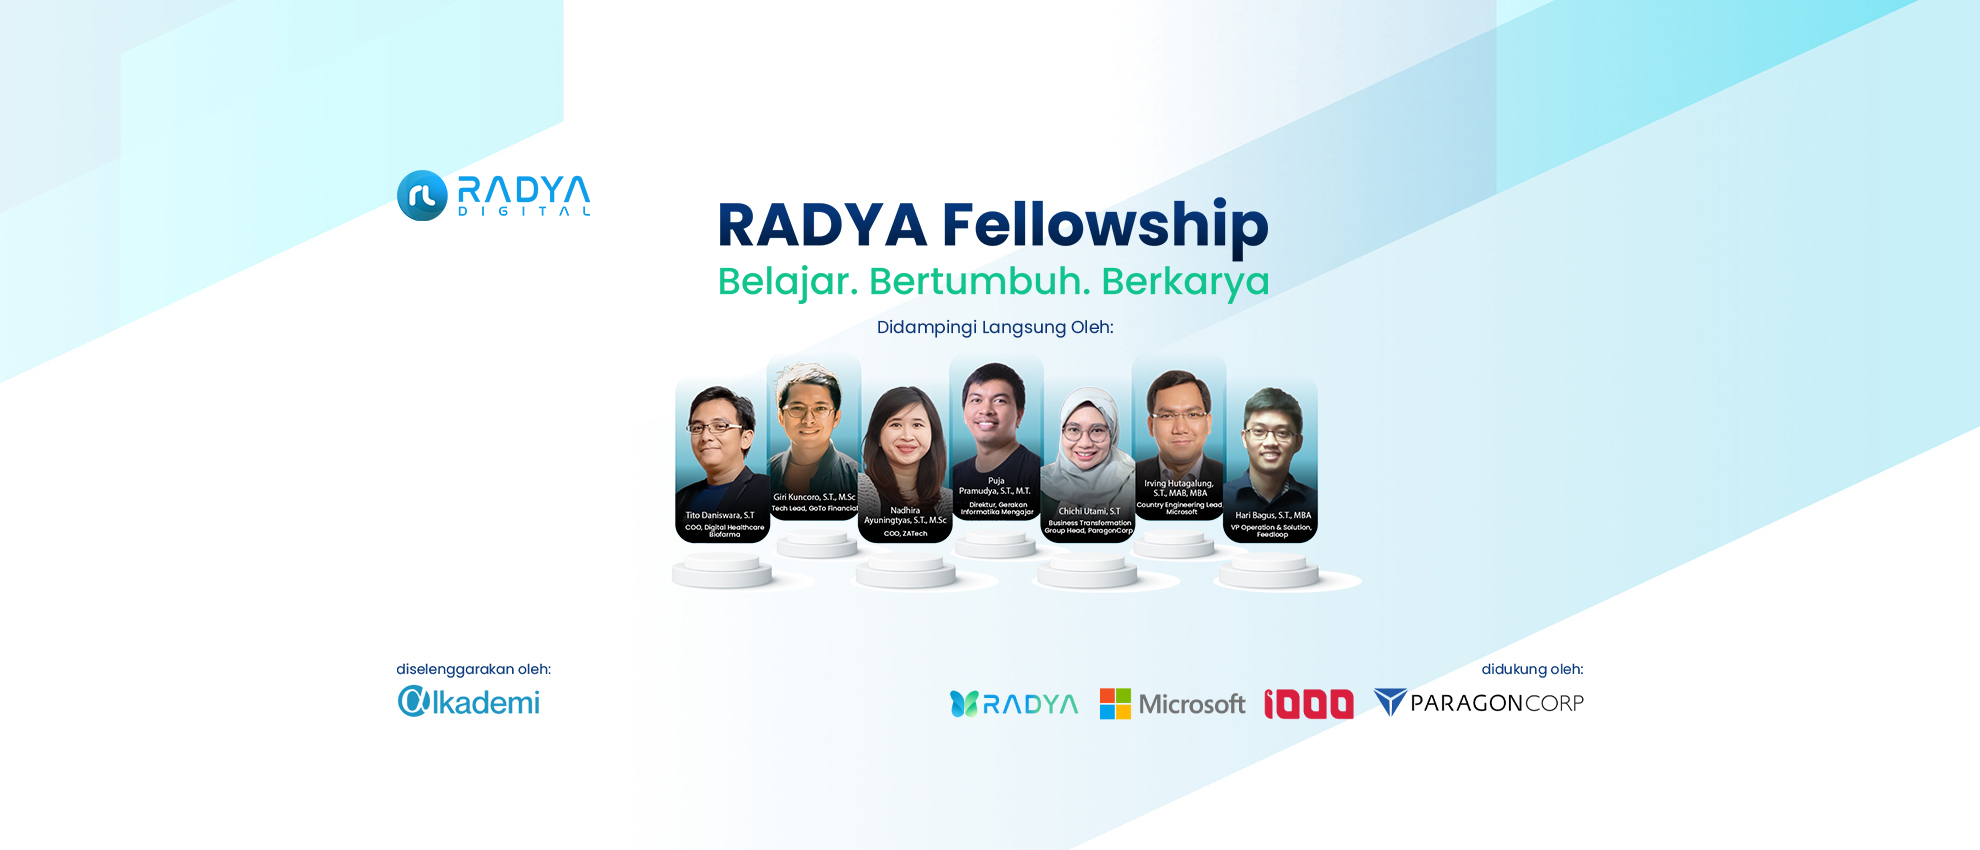 RADYA
DIGITAL
RADYA Fellowship
Belajar. Bertumbuh. Berkarya
Didampingi Langsung Oleh:
Tito Daniswara, S.T
COO, Digital Healthcare
Biofarma
Giri Kuncoro, S.T., M.Sc
Tech Lead, GoTo Financial
Nadhira
Ayuningtyas, S.T., M.Sc
COO, ZATech
Puja
Pramudya, S.T., M.T.
Direktur, Gerakan
Informatika Mengajar
Chichi Utami, S.T
Business Transformation
Group Head, ParagonCorp
Irving Hutagalung,
S.T., MAB, MBA
Country Engineering Lead,
Microsoft
Hari Bagus, S.T., MBA
VP Operation & Solution,
Feedloop
diselenggarakan oleh:
@lkademi
didukung oleh:
RADYA
Microsoft
1000
PARAGONCORP